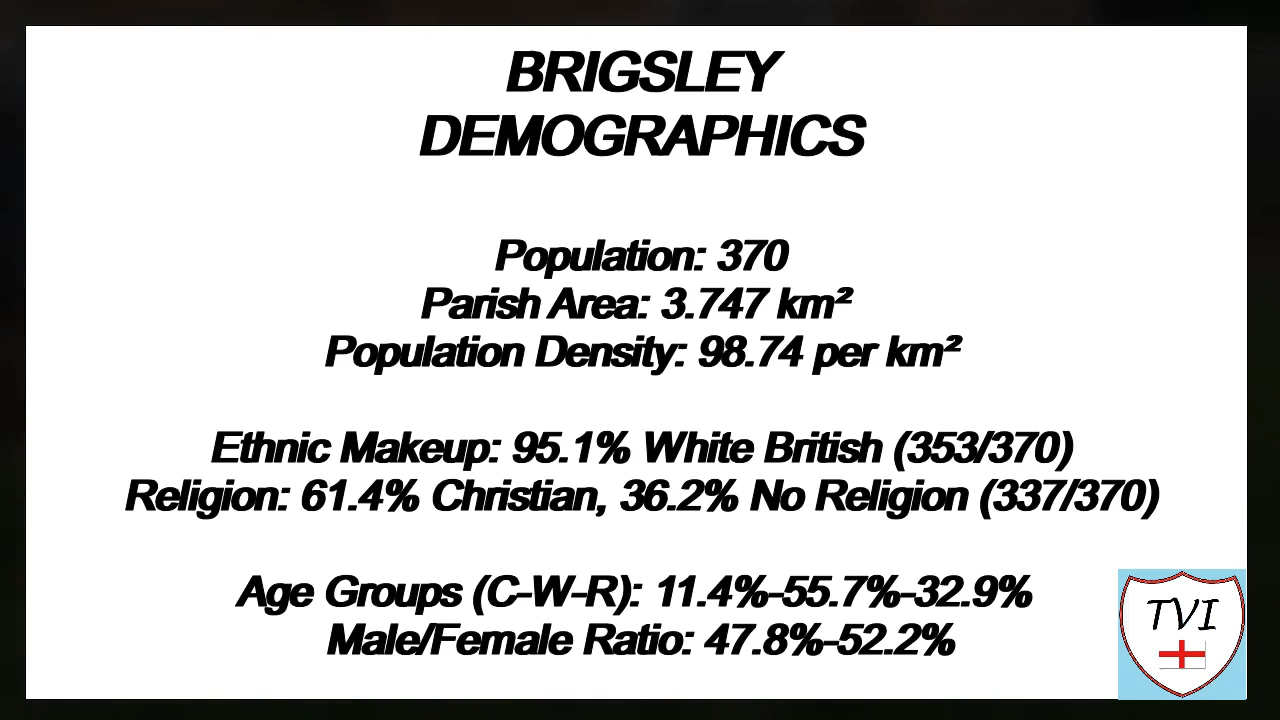 BRIGSLEY
DEMOGRAPHICS
Population: 370
Parish Area: 3.747 km²
Population Density: 98.74 per km²
Ethnic Makeup: 95.1% White British (353/370)
Religion: 61.4% Christian, 36.2% No Religion (337/370)
Age Groups (C-W-R): 11.4%-55.7%-32.9%
Male/Female Ratio: 47.8%-52.2%
TVI